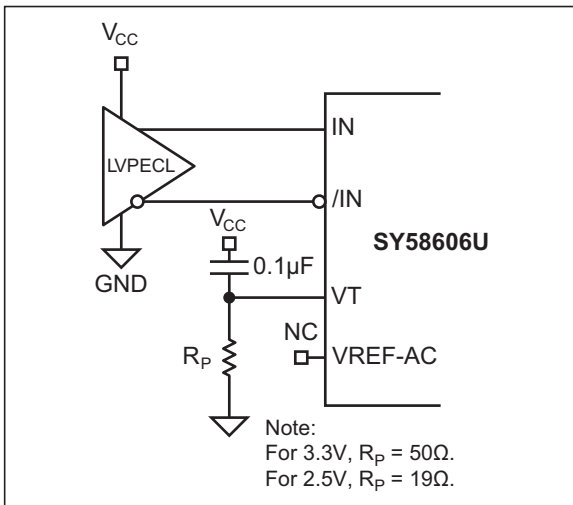 V_CC
LVPECL
IN
/IN
V_CC
SY58606U
0.1µF
GND
VT
NC
R_P
VREF-AC
Note:
For 3.3V, R_P = 50Ω.
For 2.5V, R_P = 19Ω.